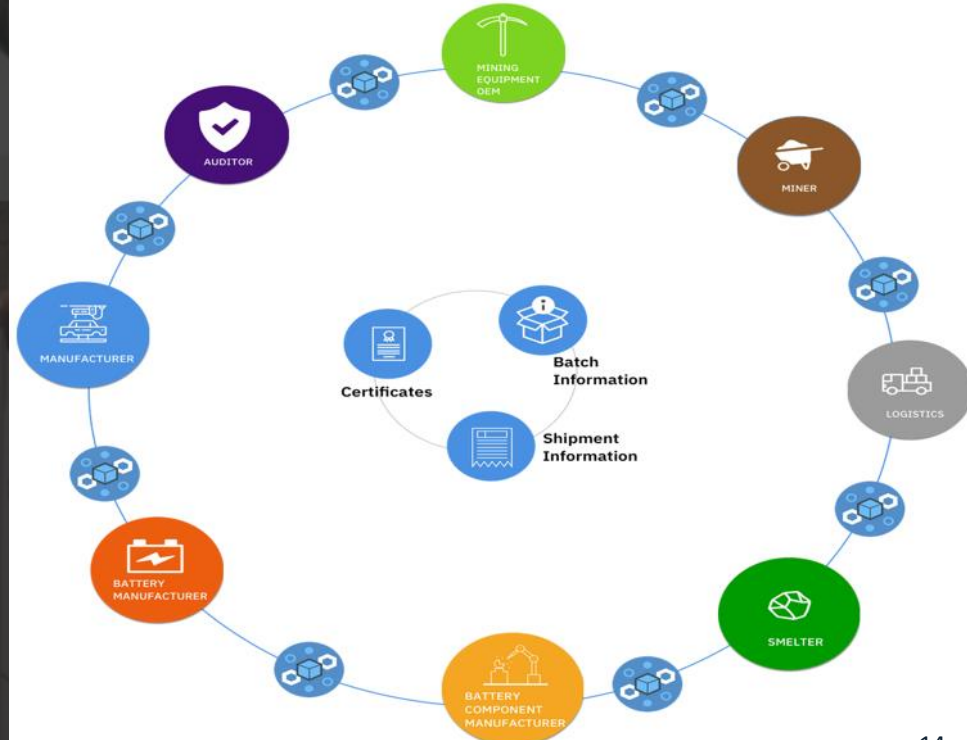 MINING
EQUIPMENT
OEM
AUDITOR
MINER
MANUFACTURER
Certificates
i
Batch
Information
Shipment
Information
LOGISTICS
BATTERY
MANUFACTURER
SMELTER
BATTERY
COMPONENT
MANUFACTURER
14